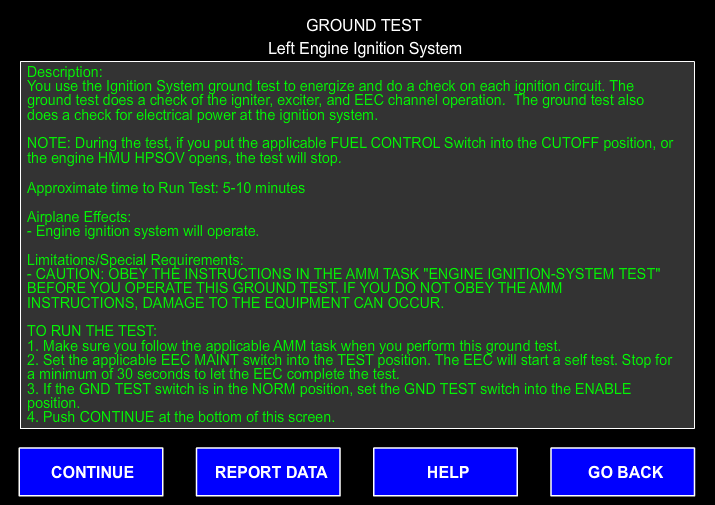 GROUND TEST
Left Engine Ignition System
Description:
You use the Ignition System ground test to energize and do a check on each ignition circuit. The
ground test does a check of the igniter, exciter, and EEC channel operation.  The ground test also
does a check for electrical power at the ignition system.
NOTE: During the test, if you put the applicable FUEL CONTROL Switch into the CUTOFF position, or
the engine HMU HPSOV opens, the test will stop.
Approximate time to Run Test: 5-10 minutes
Airplane Effects:
- Engine ignition system will operate.
Limitations/Special Requirements:
- CAUTION: OBEY THE INSTRUCTIONS IN THE AMM TASK "ENGINE IGNITION-SYSTEM TEST"
BEFORE YOU OPERATE THIS GROUND TEST. IF YOU DO NOT OBEY THE AMM
INSTRUCTIONS, DAMAGE TO THE EQUIPMENT CAN OCCUR.
TO RUN THE TEST:
1. Make sure you follow the applicable AMM task when you perform this ground test.
2. Set the applicable EEC MAINT switch into the TEST position. The EEC will start a self test. Stop for
a minimum of 30 seconds to let the EEC complete the test.
3. If the GND TEST switch is in the NORM position, set the GND TEST switch into the ENABLE
position.
4. Push CONTINUE at the bottom of this screen.
CONTINUE
REPORT DATA
HELP
GO BACK